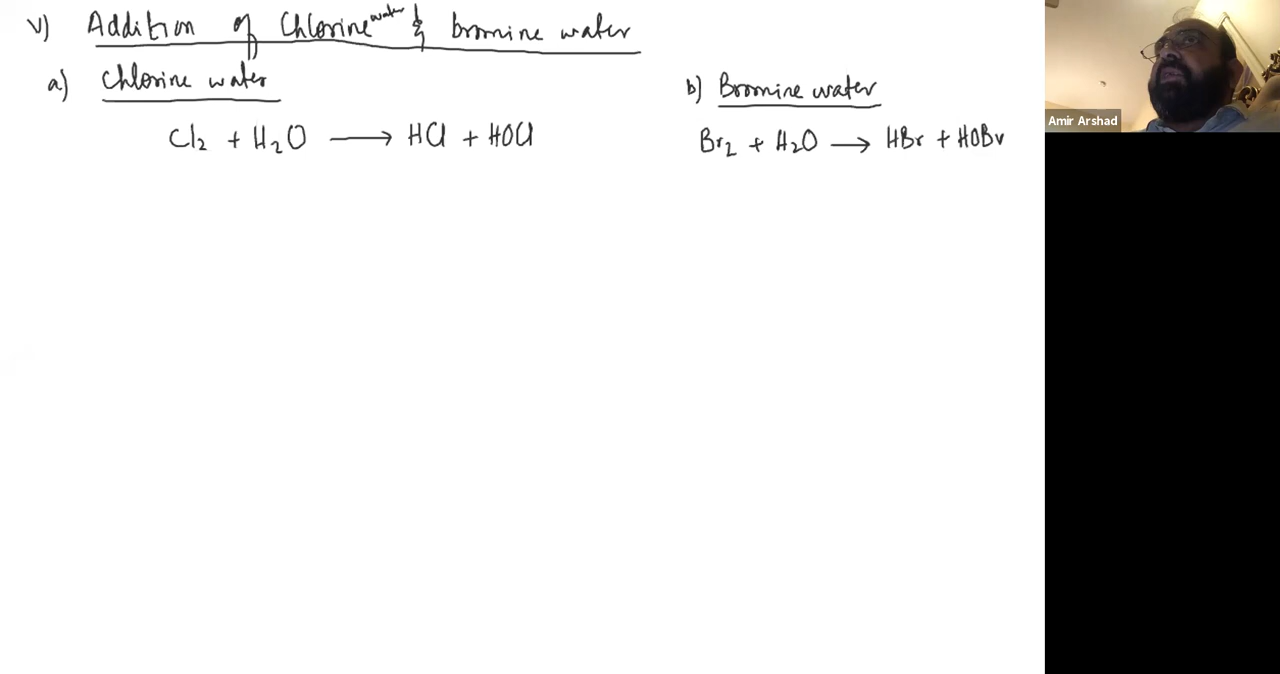 v) Addition of Chlorine water & bromine water
a) Chlorine water
Cl₂ + H₂O ⟶ HCl + HOCl
b) Bromine water
Br₂ + H₂O ⟶ HBr + HOBr
Amir Arshad